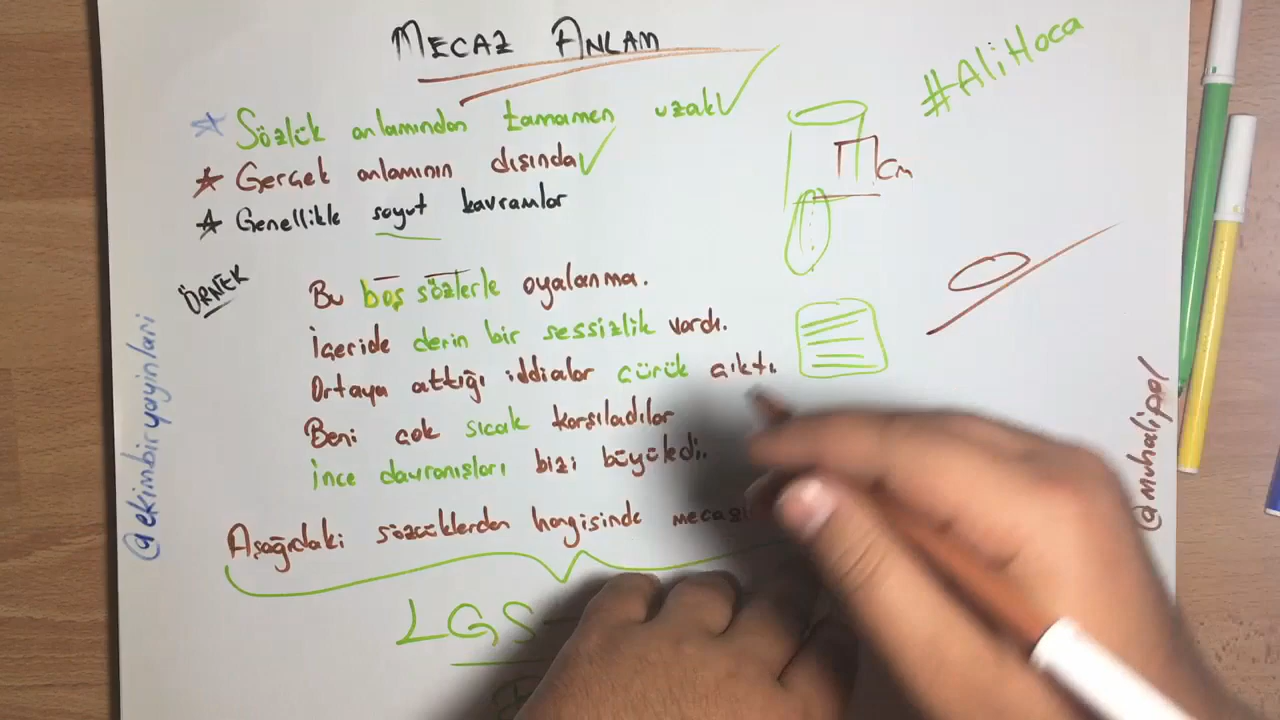 MECAZ ANLAM
#AliHoca
Sözlük anlamından tamamen uzak
Gerçek anlamının dışında
Genellikle soyut kavramlar
Cm
ÖRNEK
Bu boş sözlerle oyalanma.
İçeride derin bir sessizlik vardı.
Ortaya attığı iddialar çürük çıktı.
Beni çok sıcak karşıladılar
İnce davranışları bizi büyüledi.
Aşağıdaki sözcüklerden hangisinde
LGS
@ekimbiryayinlari
@muhalipol